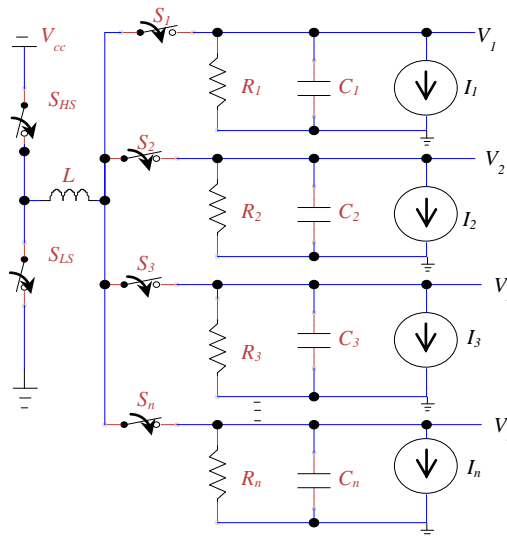 S1
V1
Vcc
R1 C1 I1
SHS
S2
V2
L
R2 C2 I2
SLS
S3
V
R3 C3 I3
Sn
V
Rn Cn In